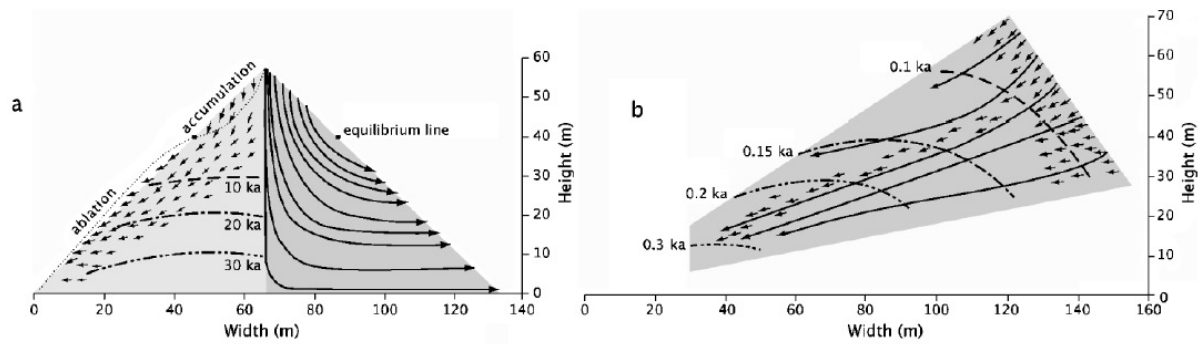 a
accumulation
equilibrium line
ablation
10 ka
20 ka
30 ka
60
50
40
30
20
10
0
Height (m)
0
20
40
60
80
100
120
140
Width (m)
b
0.1 ka
0.15 ka
0.2 ka
0.3 ka
70
60
50
40
30
20
10
0
Height (m)
0
20
40
60
80
100
120
140
160
Width (m)